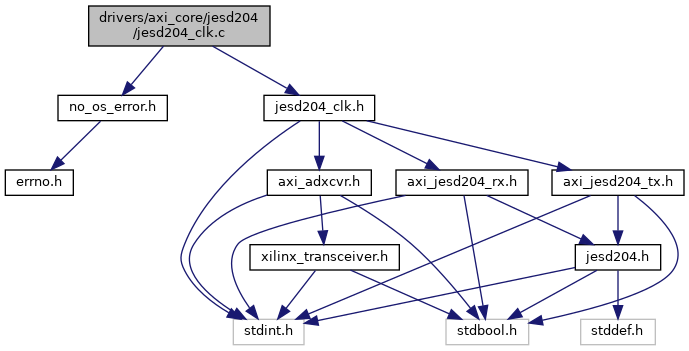 drivers/axi_core/jesd204
/jesd204_clk.c
no_os_error.h
jesd204_clk.h
errno.h
axi_adxcvr.h
axi_jesd204_rx.h
axi_jesd204_tx.h
xilinx_transceiver.h
jesd204.h
stdint.h
stdbool.h
stddef.h